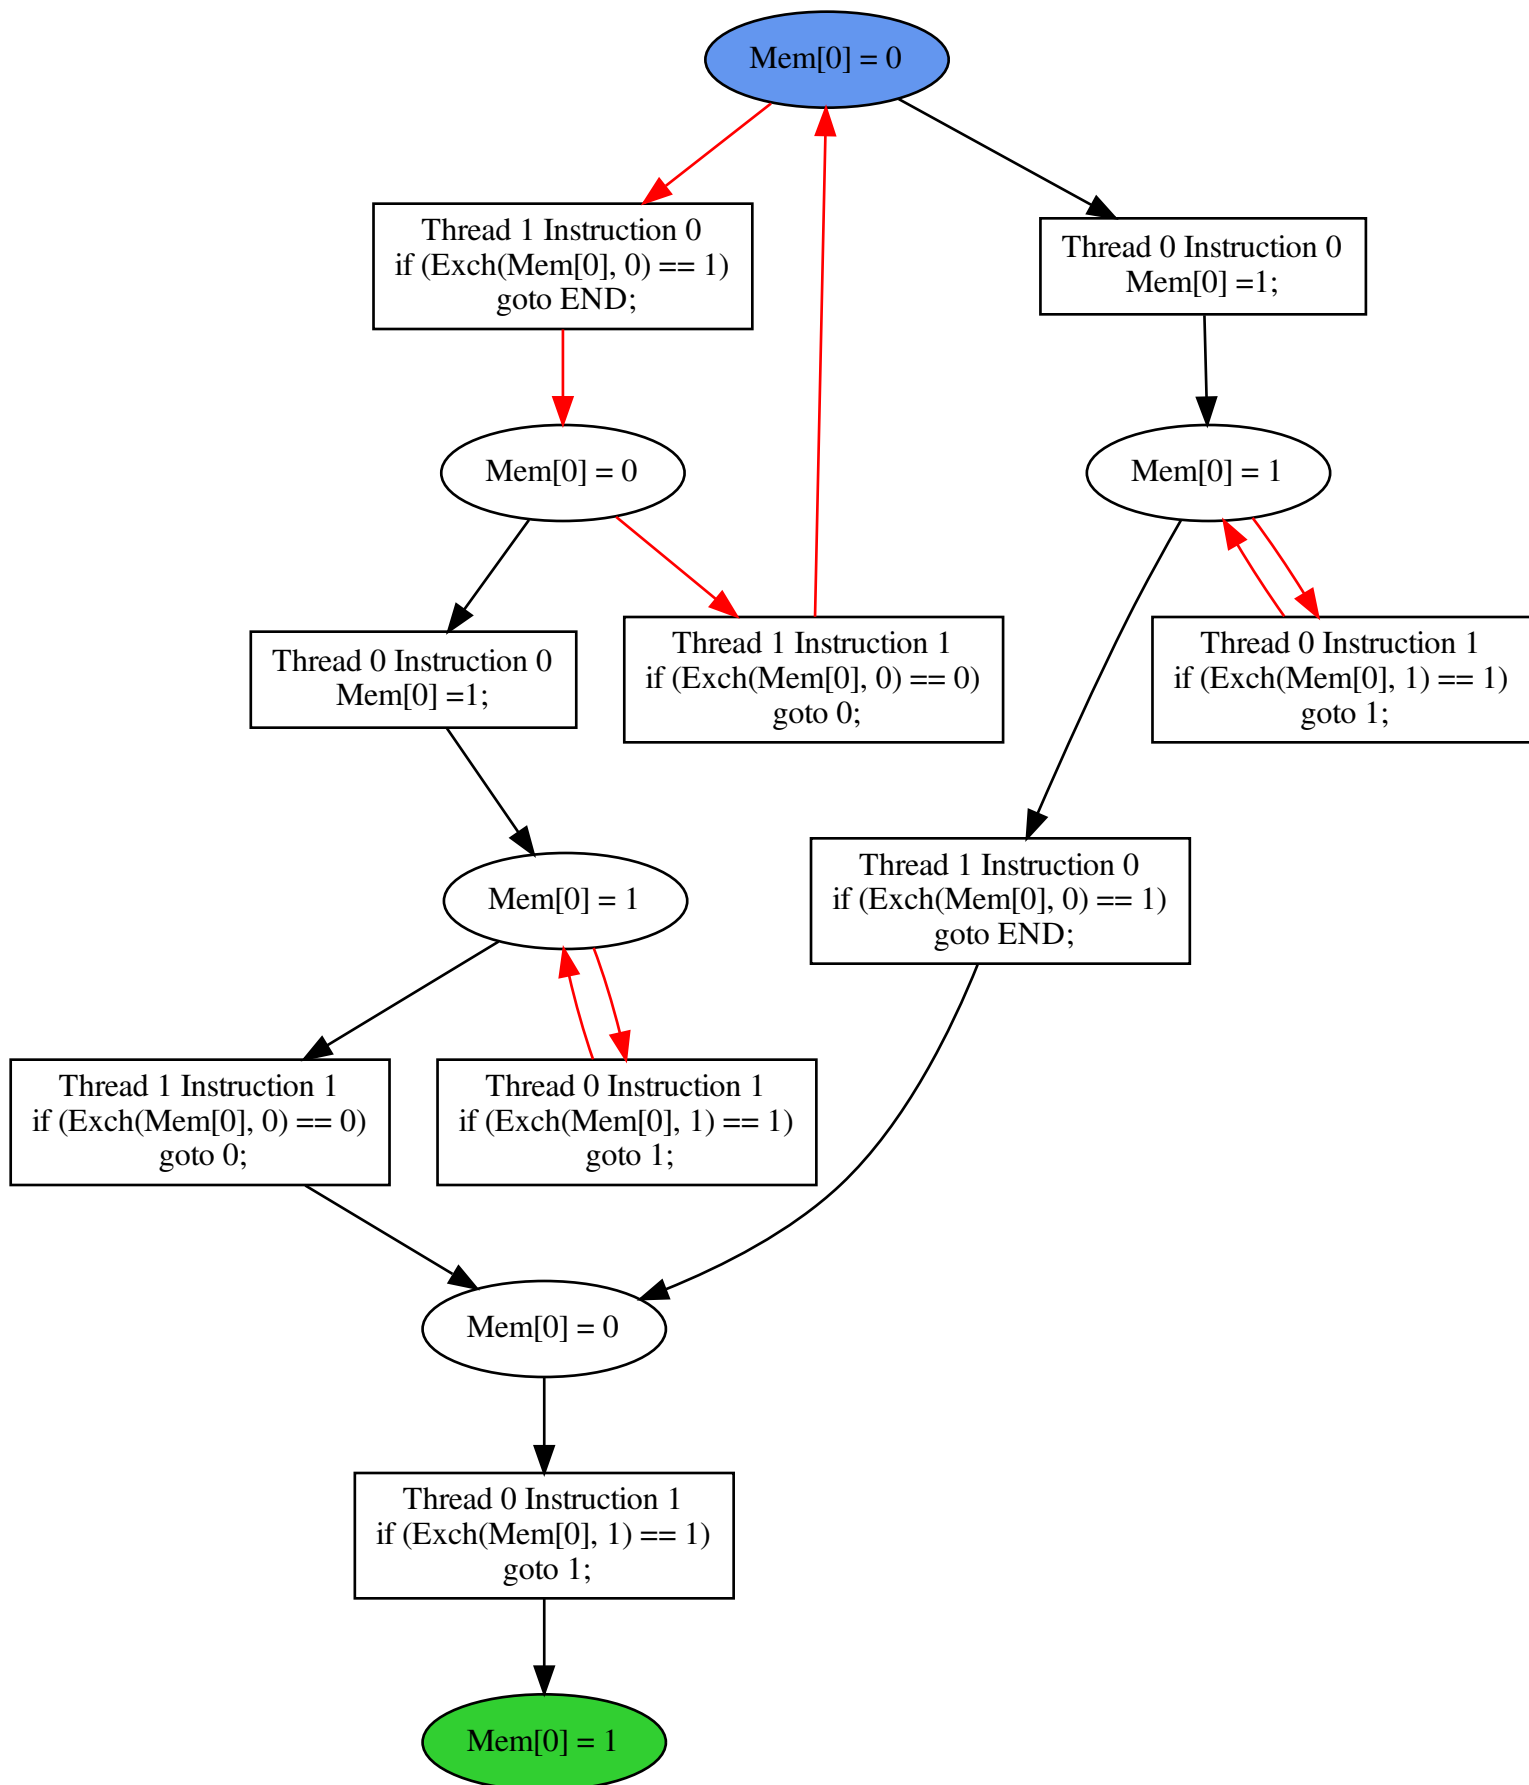 Mem[0] = 0
Thread 1 Instruction 0
if (Exch(Mem[0], 0) == 1)
goto END;
Thread 0 Instruction 0
Mem[0] =1;
Mem[0] = 0
Mem[0] = 1
Thread 0 Instruction 0
Mem[0] =1;
Thread 1 Instruction 1
if (Exch(Mem[0], 0) == 0)
goto 0;
Thread 0 Instruction 1
if (Exch(Mem[0], 1) == 1)
goto 1;
Mem[0] = 1
Thread 1 Instruction 0
if (Exch(Mem[0], 0) == 1)
goto END;
Thread 1 Instruction 1
if (Exch(Mem[0], 0) == 0)
goto 0;
Thread 0 Instruction 1
if (Exch(Mem[0], 1) == 1)
goto 1;
Mem[0] = 0
Thread 0 Instruction 1
if (Exch(Mem[0], 1) == 1)
goto 1;
Mem[0] = 1